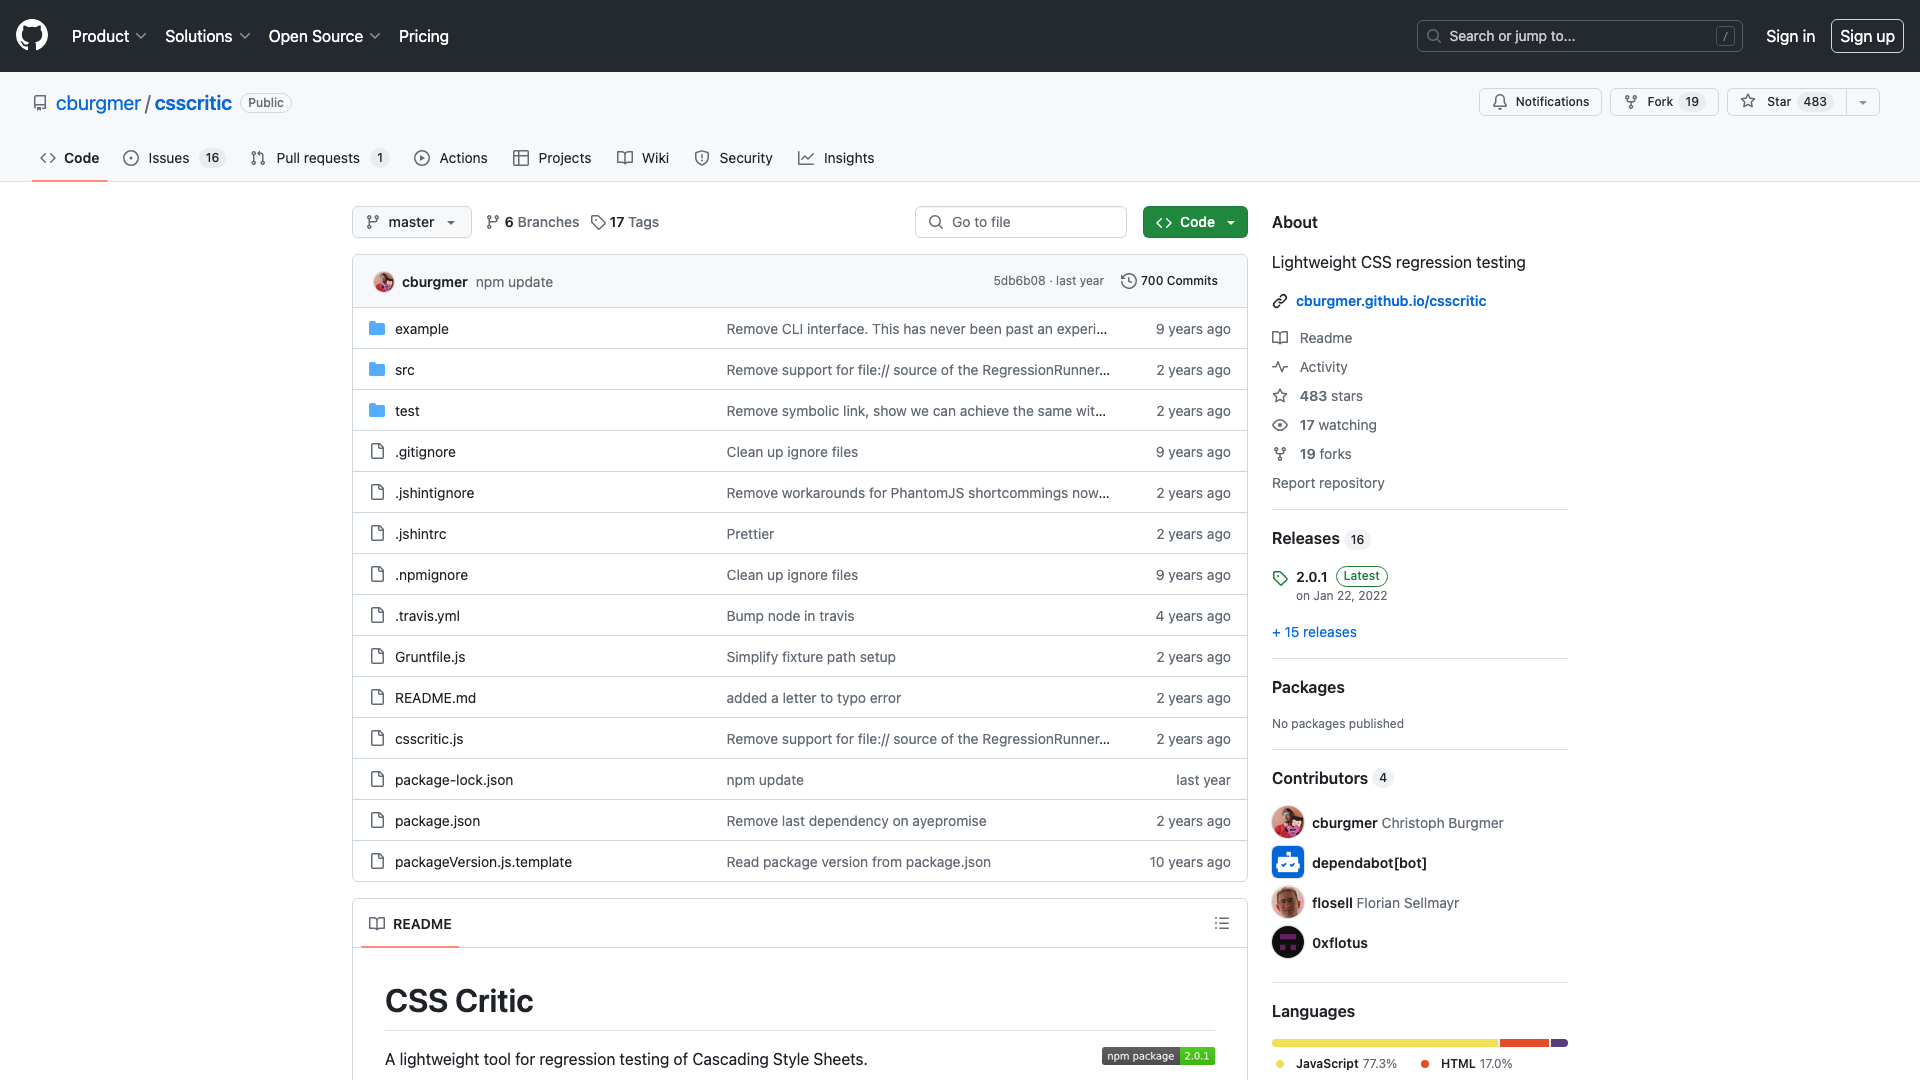 Product Solutions Open Source Pricing Search or jump to... / Sign in Sign up
cburgmer / csscritic Public Notifications Fork 19 Star 483
Code Issues 16 Pull requests 1 Actions Projects Wiki Security Insights
master 6 Branches 17 Tags Go to file Code
cburgmer npm update 5db6b08 · last year 700 Commits
example Remove CLI interface. This has never been past an experi... 9 years ago
src Remove support for file:// source of the RegressionRunner... 2 years ago
test Remove symbolic link, show we can achieve the same wit... 2 years ago
.gitignore Clean up ignore files 9 years ago
.jshintignore Remove workarounds for PhantomJS shortcommings now... 2 years ago
.jshintrc Prettier 2 years ago
.npmignore Clean up ignore files 9 years ago
.travis.yml Bump node in travis 4 years ago
Gruntfile.js Simplify fixture path setup 2 years ago
README.md added a letter to typo error 2 years ago
csscritic.js Remove support for file:// source of the RegressionRunner... 2 years ago
package-lock.json npm update last year
package.json Remove last dependency on ayepromise 2 years ago
packageVersion.js.template Read package version from package.json 10 years ago
README
CSS Critic
A lightweight tool for regression testing of Cascading Style Sheets.
npm package 2.0.1
About
Lightweight CSS regression testing
cburgmer.github.io/csscritic
Readme
Activity
483 stars
17 watching
19 forks
Report repository
Releases 16
2.0.1 Latest
on Jan 22, 2022
+ 15 releases
Packages
No packages published
Contributors 4
cburgmer Christoph Burgmer
dependabot[bot]
flosell Florian Sellmayr
0xflotus
Languages
JavaScript 77.3% HTML 17.0%